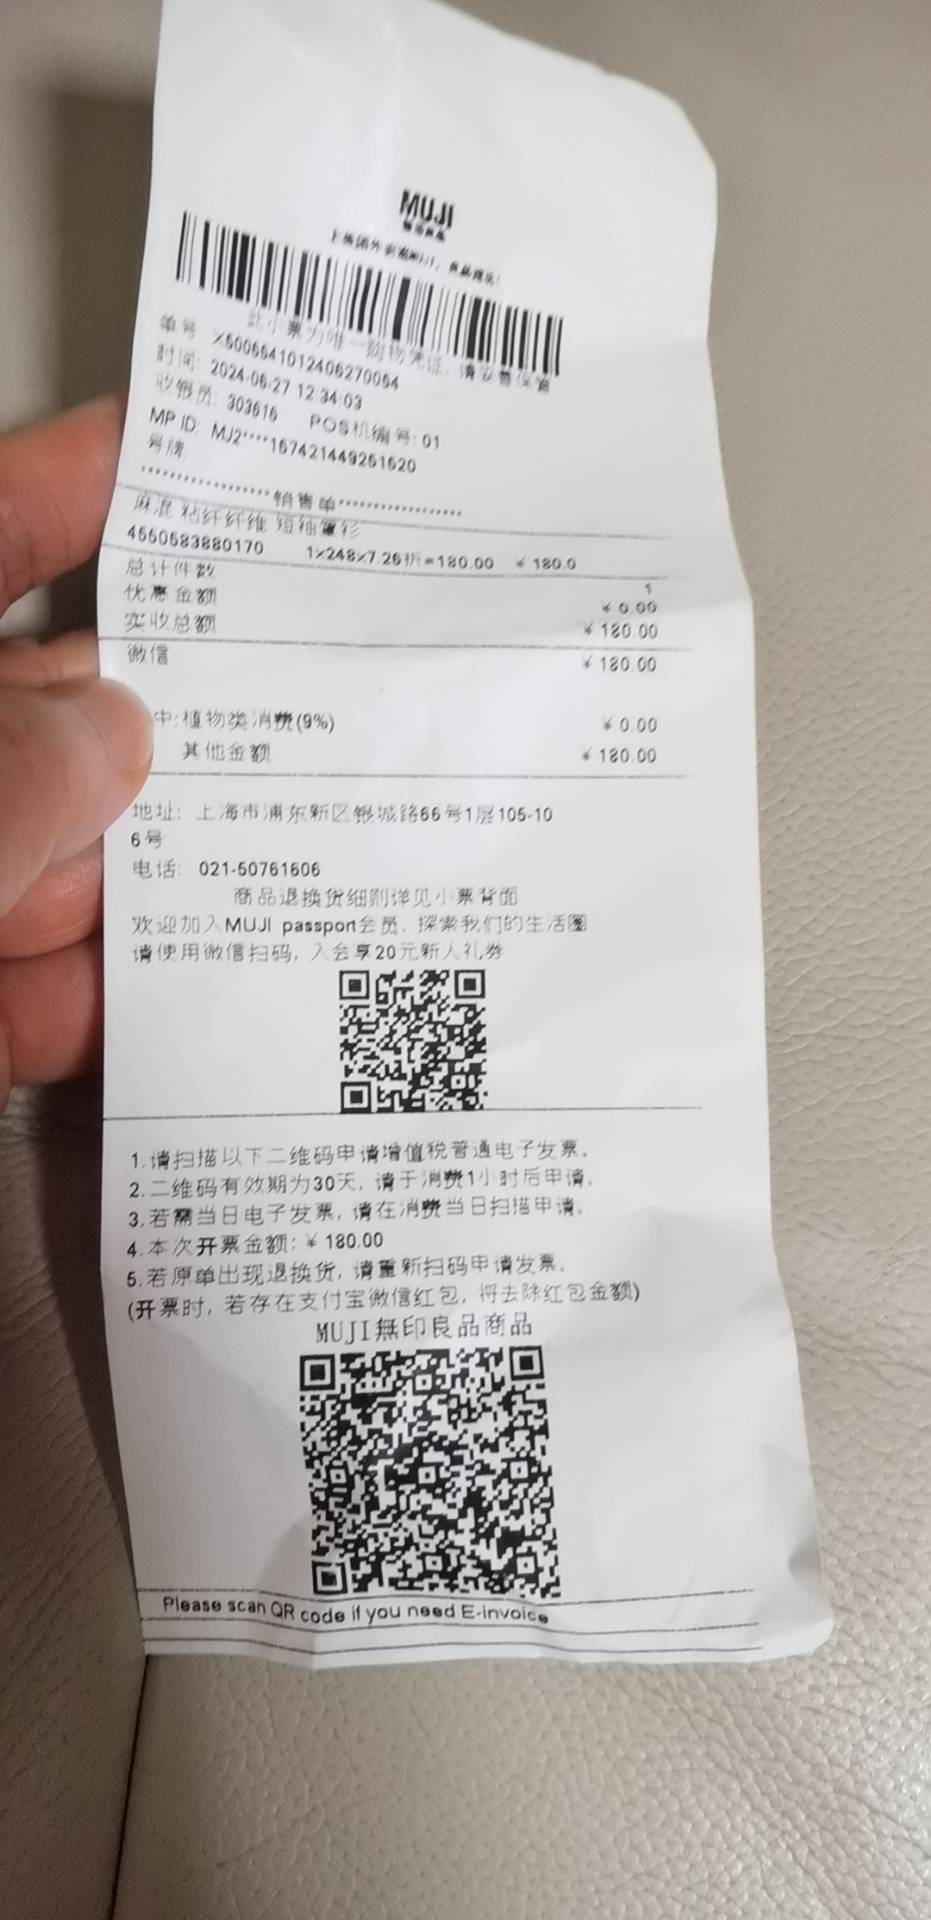 MUJI
無印良品
此小票为唯一购物凭证，请妥善保管
单号 X6006641012406270064
时间: 2024-06-27 12:34:03
收银员: 303616 POS机编号: 01
MP ID: MJ2****167421449261620
号牌:
销售单
麻混 粘纤纤维 短袖罩衫
4550583880170 1×248×7.26折=180.00 ¥ 180.0
总计件数 1
优惠金额 ¥ 0.00
实收总额 ¥ 180.00
微信 ¥ 180.00
中: 植物类消费(9%) ¥ 0.00
其他金额 ¥ 180.00
地址: 上海市浦东新区银城路66号1层105-10
6号
电话: 021-50761606
商品退换货细则详见小票背面
欢迎加入MUJI passport会员，探索我们的生活圈
请使用微信扫码，入会享20元新人礼券
1.请扫描以下二维码申请增值税普通电子发票。
2.二维码有效期为30天，请于消费1小时后申请。
3,若需当日电子发票，请在消费当日扫描申请。
4.本次开票金额: ¥ 180.00
5.若原单出现退换货，请重新扫码申请发票。
(开票时，若存在支付宝微信红包，将去除红包金额)
MUJI無印良品商品
Please scan QR code if you need E-invoice